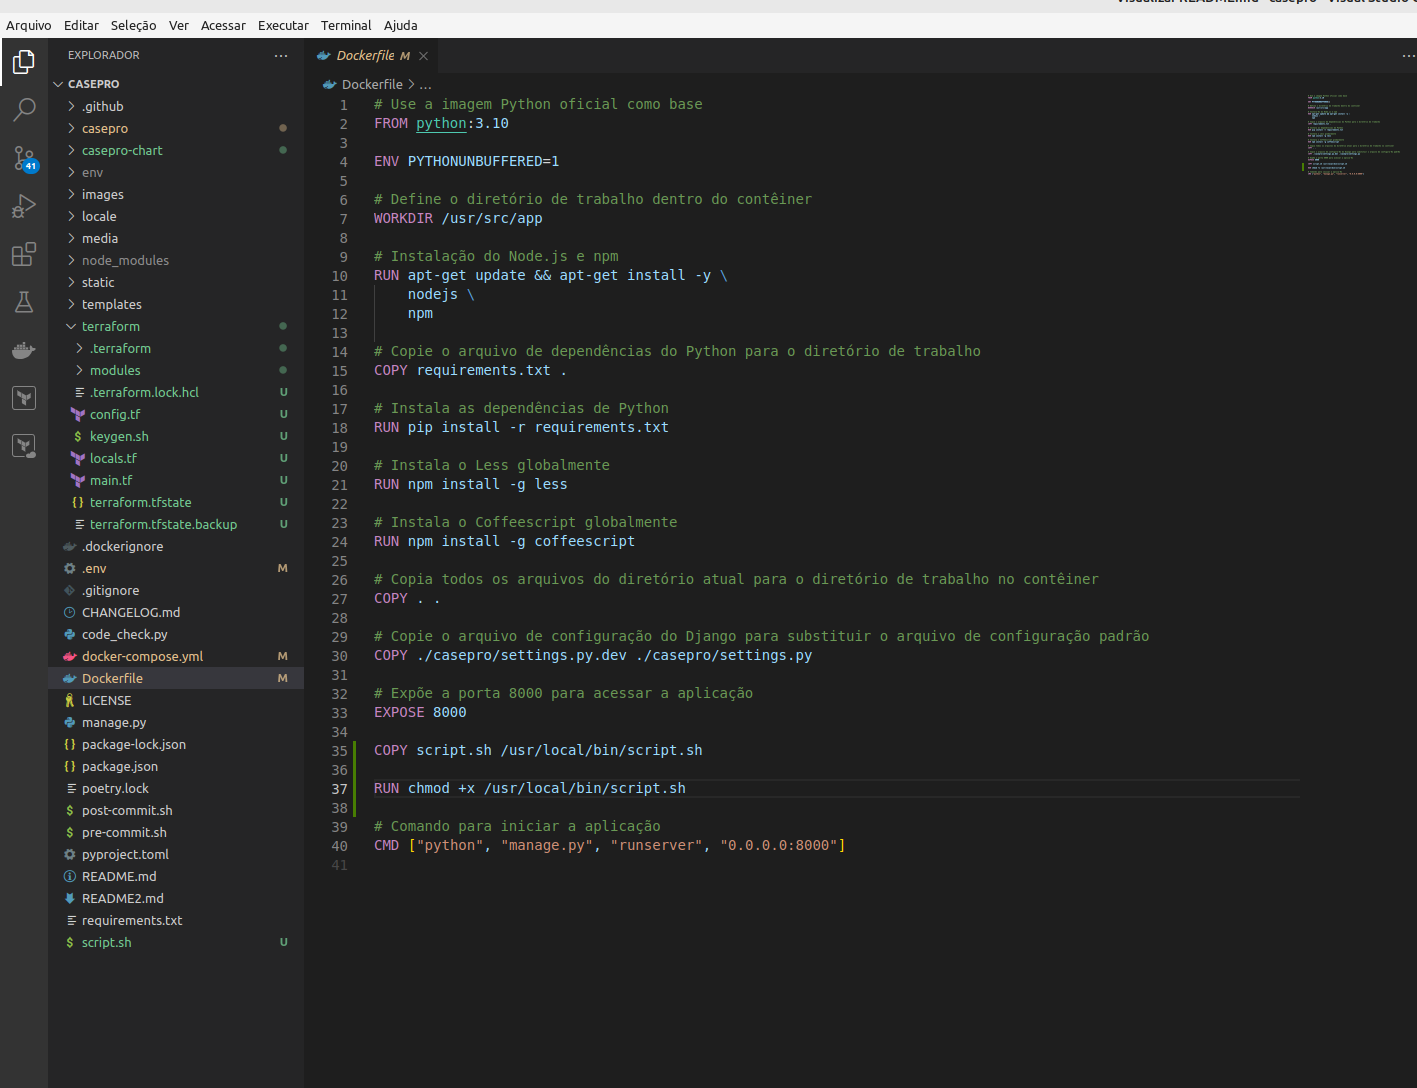 Visualizar README.md - casepro - Visual Studio
Arquivo Editar Seleção Ver Acessar Executar Terminal Ajuda
EXPLORADOR
CASEPRO
.github
casepro
casepro-chart
env
images
locale
media
node_modules
static
templates
terraform
.terraform
modules
.terraform.lock.hcl U
config.tf U
$ keygen.sh U
locals.tf U
main.tf U
{} terraform.tfstate U
terraform.tfstate.backup U
.dockerignore
.env M
.gitignore
CHANGELOG.md
code_check.py
docker-compose.yml M
Dockerfile M
LICENSE
manage.py
{} package-lock.json
{} package.json
poetry.lock
$ post-commit.sh
$ pre-commit.sh
pyproject.toml
README.md
README2.md
requirements.txt
$ script.sh U
41
Dockerfile M
Dockerfile > ...
1 # Use a imagem Python oficial como base
2 FROM python:3.10
3
4 ENV PYTHONUNBUFFERED=1
5
6 # Define o diretório de trabalho dentro do contêiner
7 WORKDIR /usr/src/app
8
9 # Instalação do Node.js e npm
10 RUN apt-get update && apt-get install -y \
11 nodejs \
12 npm
13
14 # Copie o arquivo de dependências do Python para o diretório de trabalho
15 COPY requirements.txt .
16
17 # Instala as dependências de Python
18 RUN pip install -r requirements.txt
19
20 # Instala o Less globalmente
21 RUN npm install -g less
22
23 # Instala o Coffeescript globalmente
24 RUN npm install -g coffeescript
25
26 # Copia todos os arquivos do diretório atual para o diretório de trabalho no contêiner
27 COPY . .
28
29 # Copie o arquivo de configuração do Django para substituir o arquivo de configuração padrão
30 COPY ./casepro/settings.py.dev ./casepro/settings.py
31
32 # Expõe a porta 8000 para acessar a aplicação
33 EXPOSE 8000
34
35 COPY script.sh /usr/local/bin/script.sh
36
37 RUN chmod +x /usr/local/bin/script.sh
38
39 # Comando para iniciar a aplicação
40 CMD ["python", "manage.py", "runserver", "0.0.0.0:8000"]
41